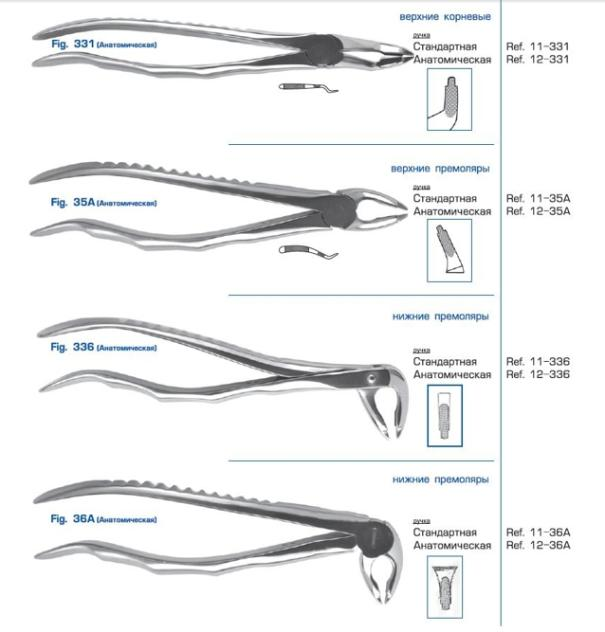 верхние корневые
Fig. 331 (Анатомическая)
ручка
Стандартная Ref. 11-331
Анатомическая Ref. 12-331
верхние премоляры
Fig. 35A (Анатомическая)
ручка
Стандартная Ref. 11-35A
Анатомическая Ref. 12-35A
нижние премоляры
Fig. 336 (Анатомическая)
ручка
Стандартная Ref. 11-336
Анатомическая Ref. 12-336
нижние премоляры
Fig. 36A (Анатомическая)
ручка
Стандартная Ref. 11-36A
Анатомическая Ref. 12-36A